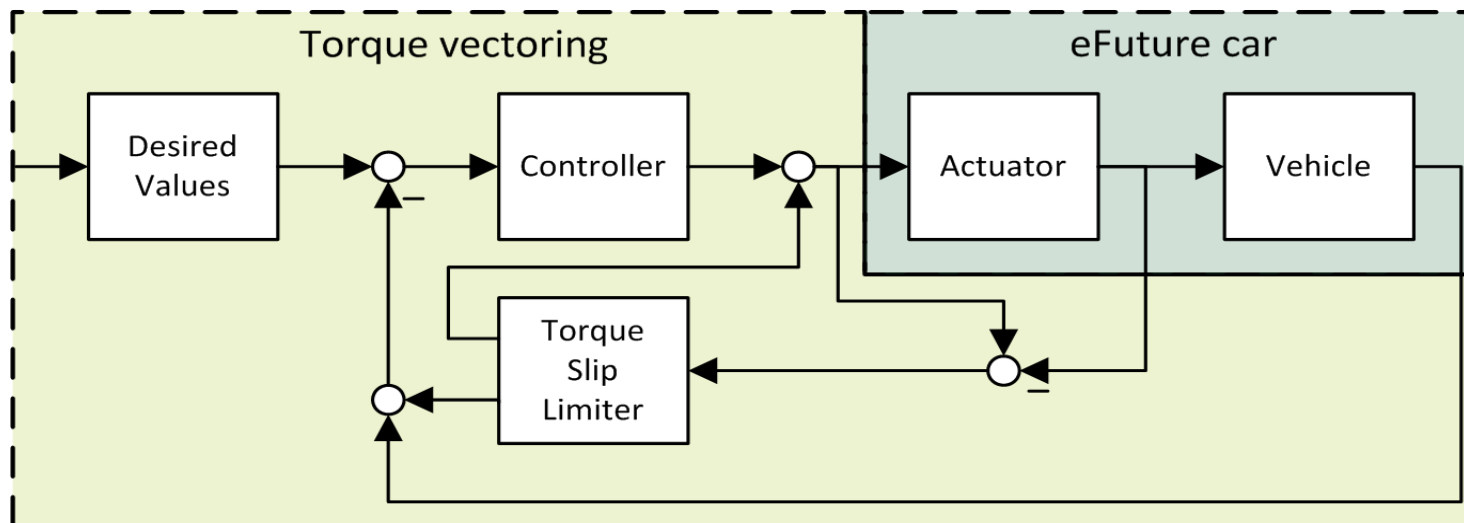 Torque vectoring
eFuture car
Desired
Values
Controller
Actuator
Vehicle
Torque
Slip
Limiter